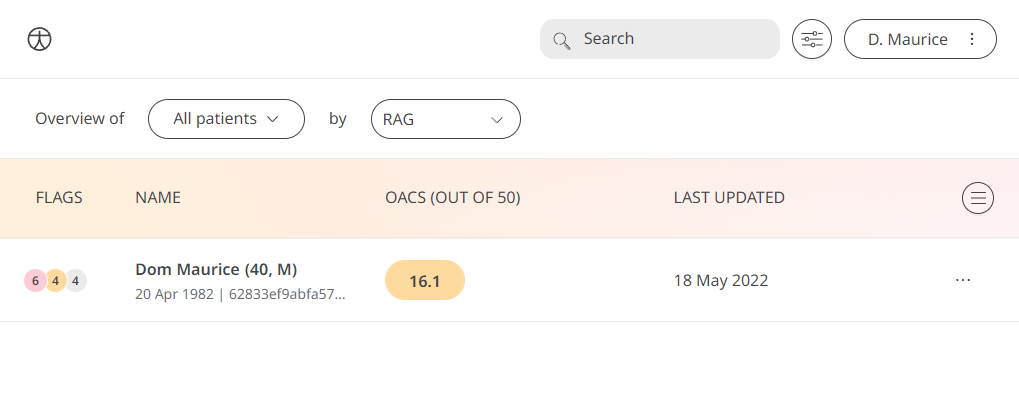 Search
D. Maurice
Overview of All patients by RAG
FLAGS NAME OACS (OUT OF 50) LAST UPDATED
6 4 4 Dom Maurice (40, M) 16.1 18 May 2022 ...
20 Apr 1982 | 62833ef9abfa57...